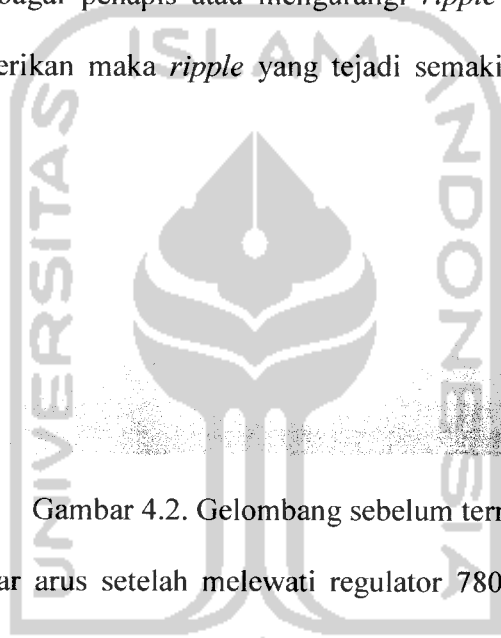 bagai penapis atau mengurangi ripple
erikan maka ripple yang tejadi semaki
Gambar 4.2. Gelombang sebelum terr
ar arus setelah melewati regulator 780
ISLAM
UNIVERSITAS
INDONESIA